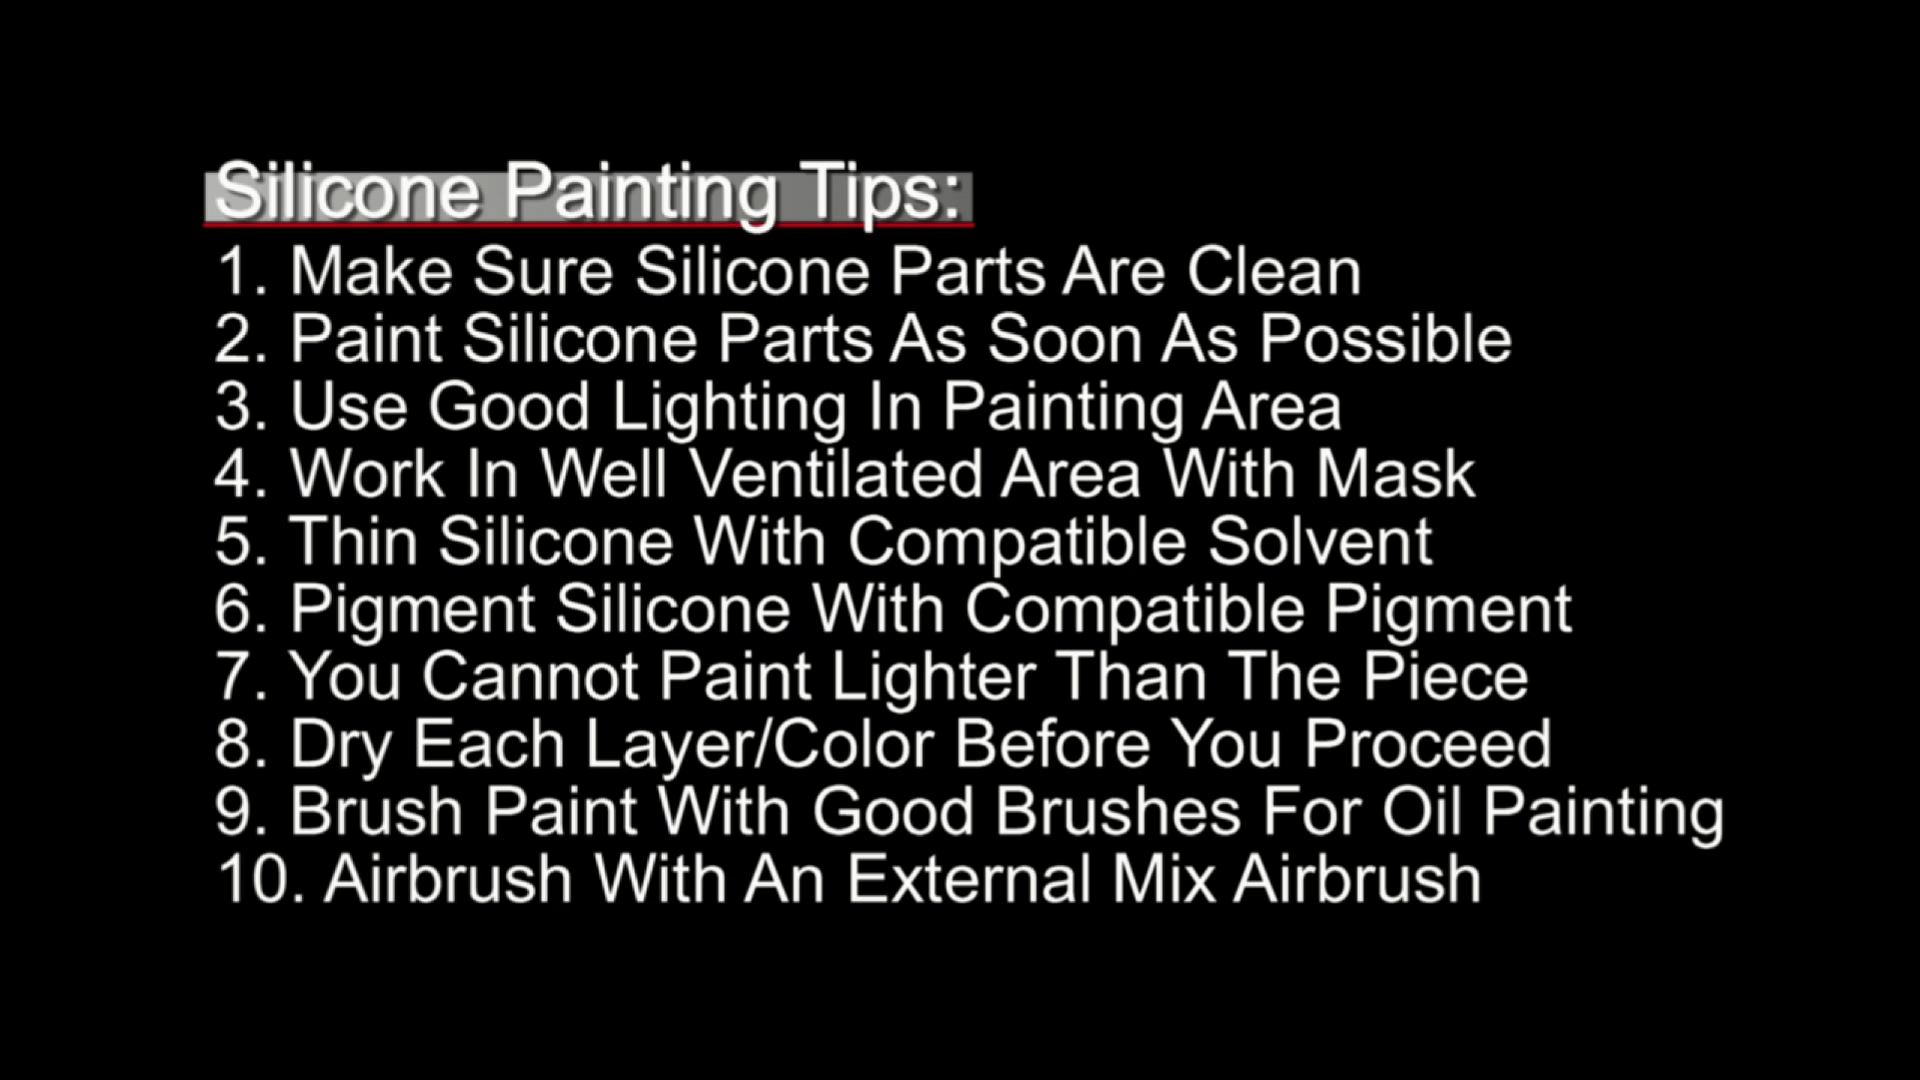 Silicone Painting Tips:
1. Make Sure Silicone Parts Are Clean
2. Paint Silicone Parts As Soon As Possible
3. Use Good Lighting In Painting Area
4. Work In Well Ventilated Area With Mask
5. Thin Silicone With Compatible Solvent
6. Pigment Silicone With Compatible Pigment
7. You Cannot Paint Lighter Than The Piece
8. Dry Each Layer/Color Before You Proceed
9. Brush Paint With Good Brushes For Oil Painting
10. Airbrush With An External Mix Airbrush